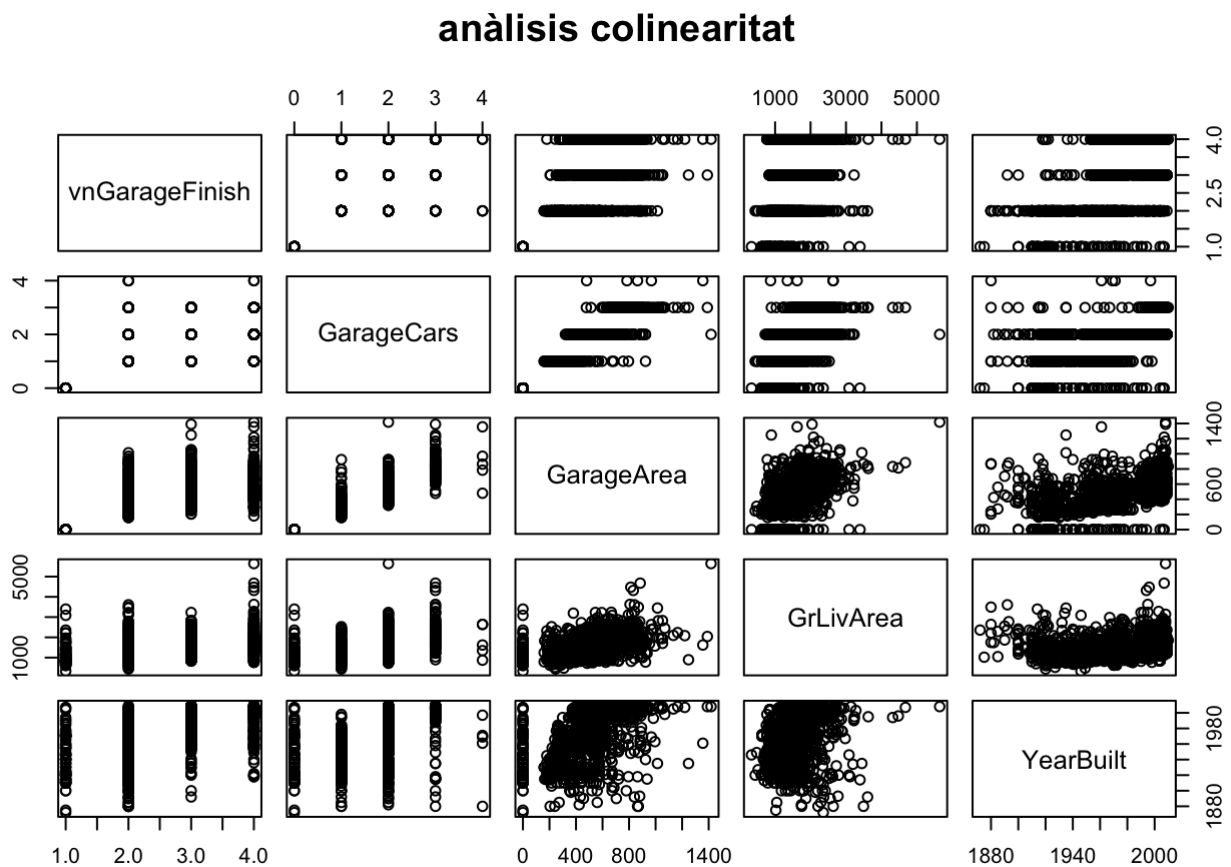 anàlisis colinearitat
0 1 2 3 4 1000 3000 5000
vnGarageFinish 1.0 2.5 4.0
0 2 4 GarageCars
GarageArea 0 600 1400
1000 5000 GrLivArea
YearBuilt 1880 1980
1.0 2.0 3.0 4.0 0 400 800 1400 1880 1940 2000